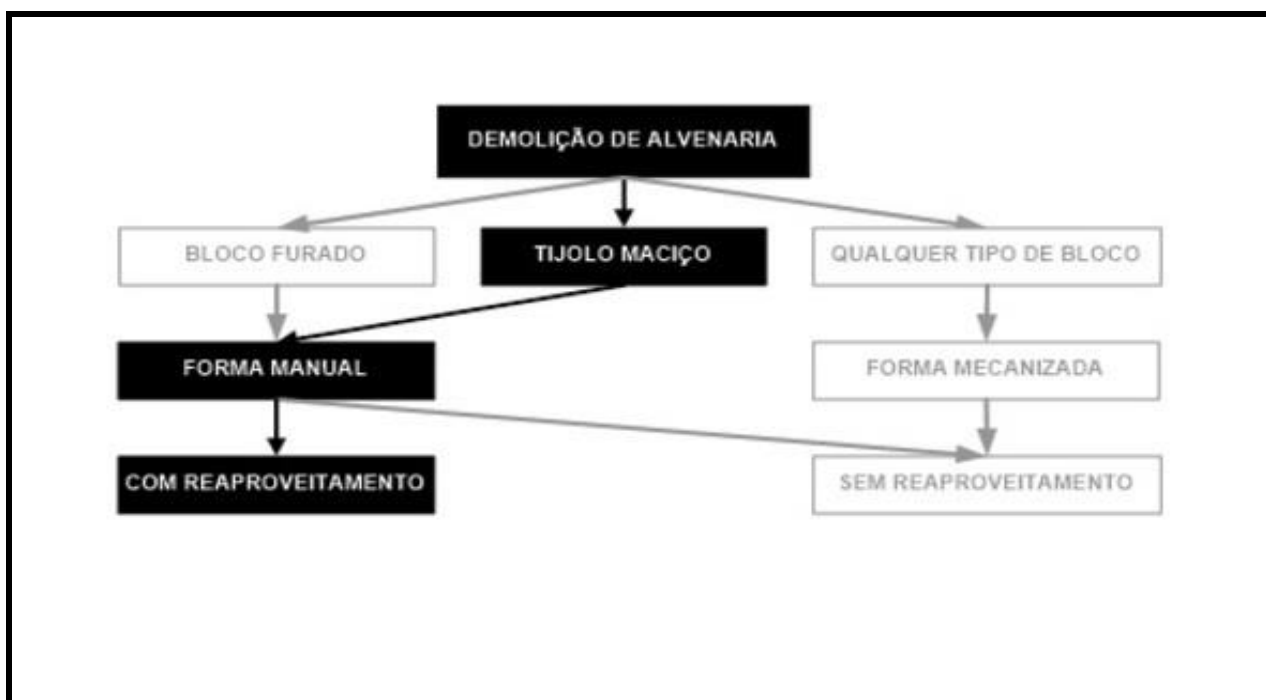 DEMOLIÇÃO DE ALVENARIA
BLOCO FURADO
TIJOLO MACIÇO
QUALQUER TIPO DE BLOCO
FORMA MANUAL
FORMA MECANIZADA
COM REAPROVEITAMENTO
SEM REAPROVEITAMENTO